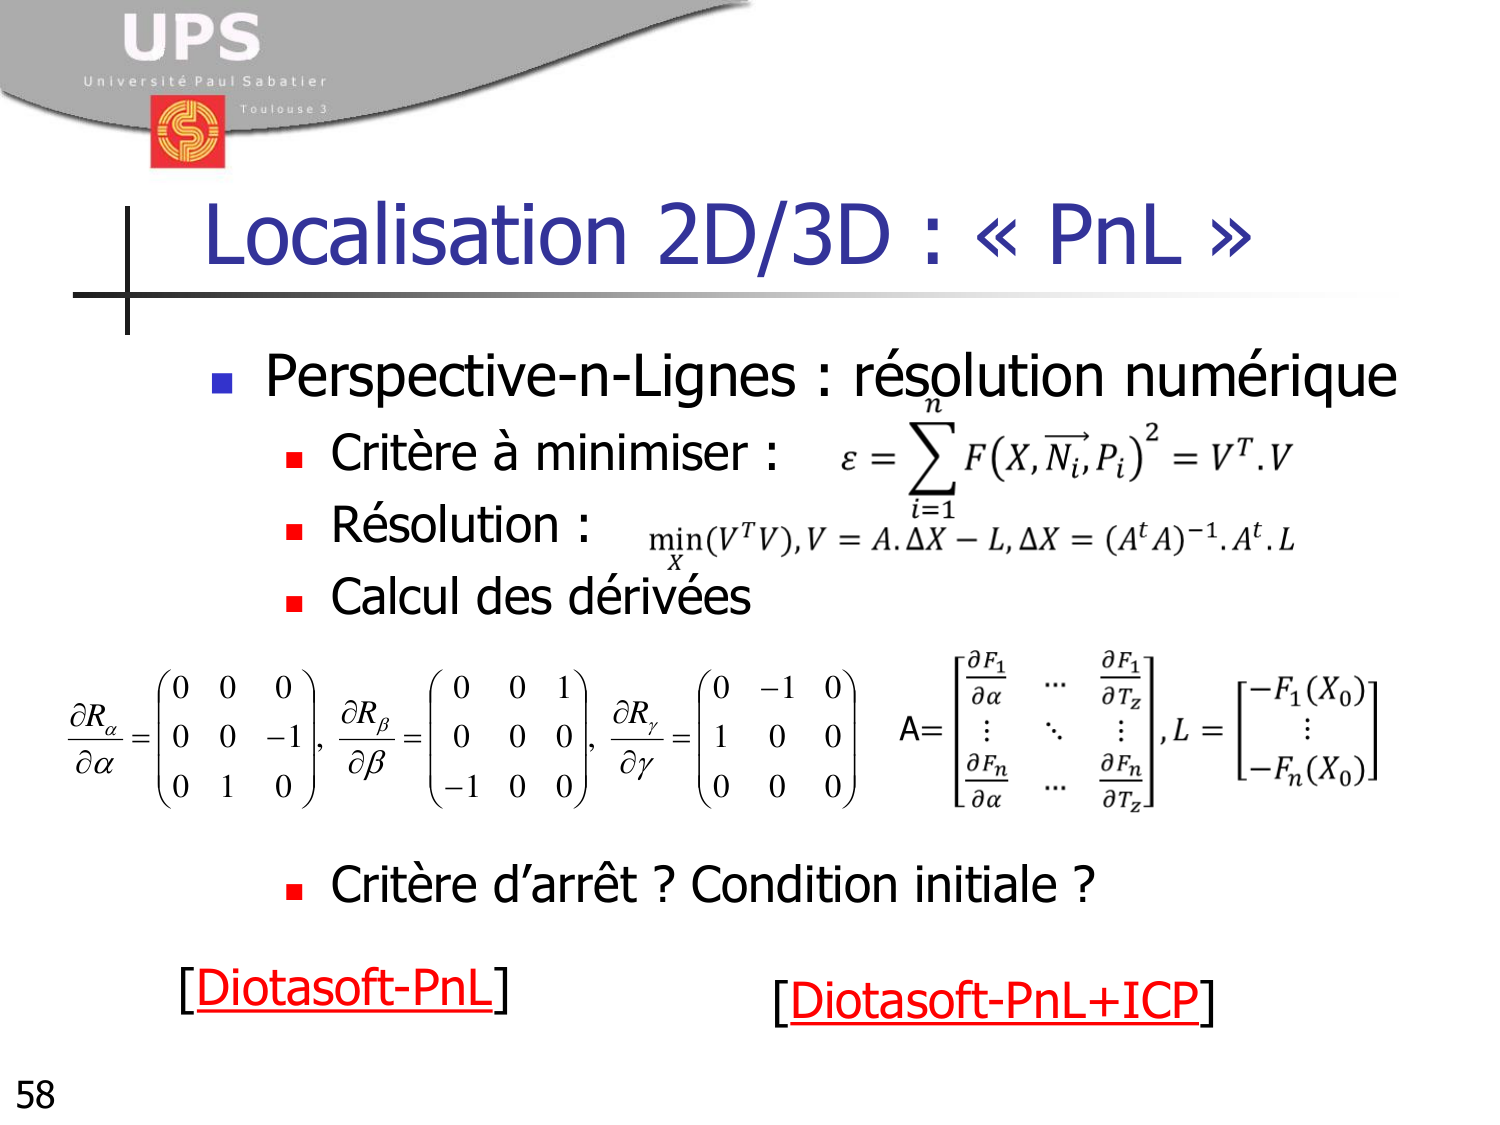 UPS
Université Paul Sabatier
Toulouse 3
Localisation 2D/3D : « PnL »
Perspective-n-Lignes : résolution numérique
Critère à minimiser : $\varepsilon = \sum_{i=1}^{n} F(X, \overrightarrow{N_i}, P_i)^2 = V^T.V$
Résolution : $\min_X (V^T V), V = A.\Delta X - L, \Delta X = (A^t A)^{-1}.A^t.L$
Calcul des dérivées
$\frac{\partial R_\alpha}{\partial \alpha} = \begin{pmatrix} 0 & 0 & 0 \\ 0 & 0 & -1 \\ 0 & 1 & 0 \end{pmatrix}, \frac{\partial R_\beta}{\partial \beta} = \begin{pmatrix} 0 & 0 & 1 \\ 0 & 0 & 0 \\ -1 & 0 & 0 \end{pmatrix}, \frac{\partial R_\gamma}{\partial \gamma} = \begin{pmatrix} 0 & -1 & 0 \\ 1 & 0 & 0 \\ 0 & 0 & 0 \end{pmatrix}$ $A = \begin{bmatrix} \frac{\partial F_1}{\partial \alpha} & \cdots & \frac{\partial F_1}{\partial T_z} \\ \vdots & \ddots & \vdots \\ \frac{\partial F_n}{\partial \alpha} & \cdots & \frac{\partial F_n}{\partial T_z} \end{bmatrix}, L = \begin{bmatrix} -F_1(X_0) \\ \vdots \\ -F_n(X_0) \end{bmatrix}$
Critère d’arrêt ? Condition initiale ?
[Diotasoft-PnL]
[Diotasoft-PnL+ICP]
58